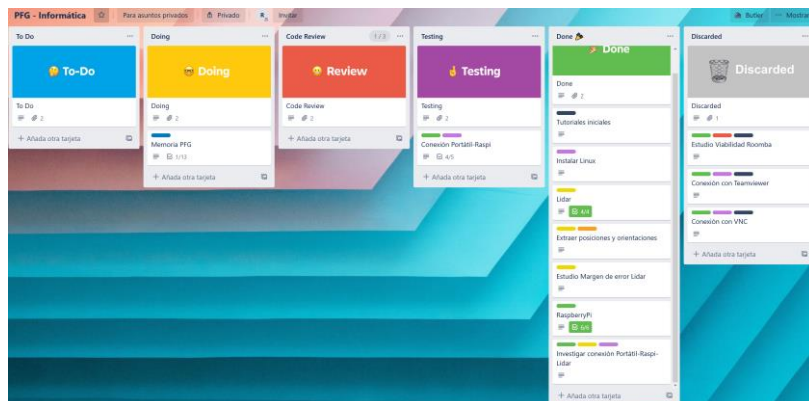 PFG - Informática
Para asuntos privados
Privado
Invitar
Butler
Mostrar
To Do
To-Do
To Do
2
+ Añada otra tarjeta
Doing
Doing
Doing
2
Memoria PFG
1/13
+ Añada otra tarjeta
Code Review
1 / 3
Review
Code Review
2
+ Añada otra tarjeta
Testing
Testing
Testing
2
Conexión Portátil-Raspi
4/5
+ Añada otra tarjeta
Done
Done
Done
2
Tutoriales iniciales
Instalar Linux
Lidar
4/4
Extraer posiciones y orientaciones
Estudio Margen de error Lidar
RaspberryPi
6/6
Investigar conexión Portátil-Raspi-
Lidar
+ Añada otra tarjeta
Discarded
Discarded
Discarded
1
Estudio Viabilidad Roomba
Conexión con Teamviewer
Conexión con VNC
+ Añada otra tarjeta